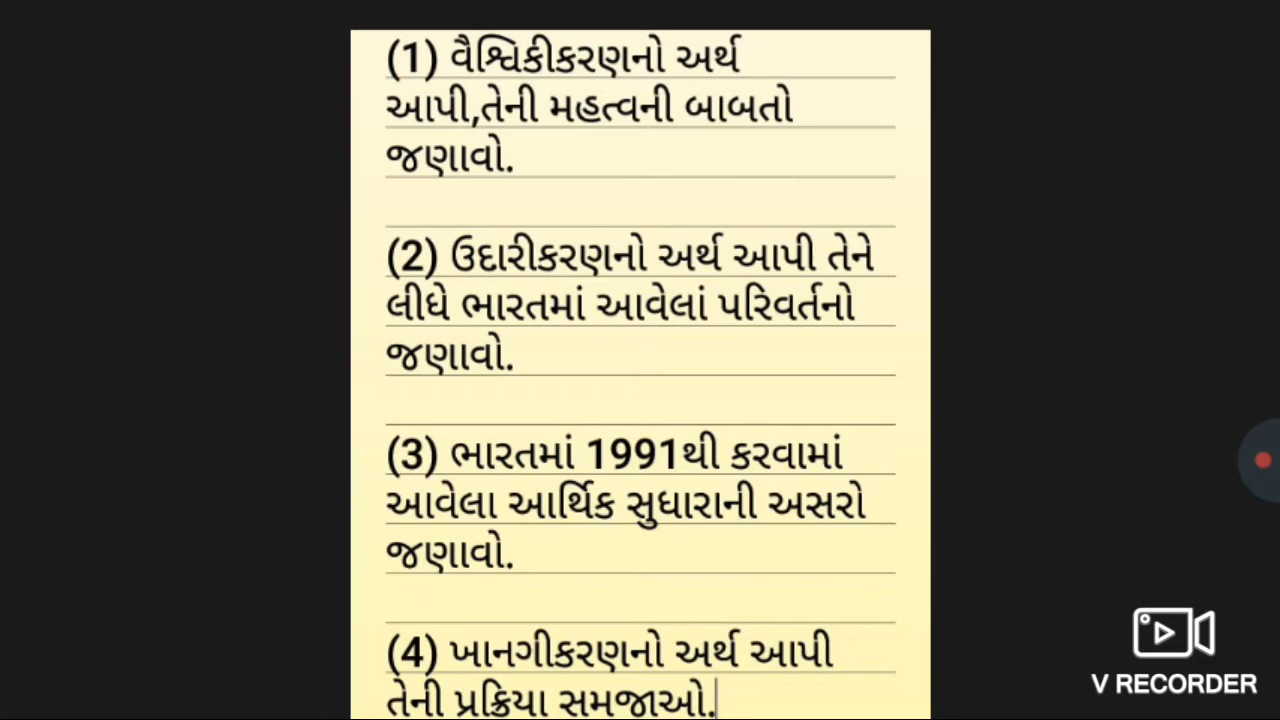 (1) વૈશ્વિકીકરણનો અર્થ
આપી,તેની મહત્વની બાબતો
જણાવો.
(2) ઉદારીકરણનો અર્થ આપી તેને
લીધે ભારતમાં આવેલાં પરિવર્તનો
જણાવો.
(3) ભારતમાં 1991થી કરવામાં
આવેલા આર્થિક સુધારાની અસરો
જણાવો.
(4) ખાનગીકરણનો અર્થ આપી
તેની પ્રક્રિયા સમજાઓ.
V RECORDER